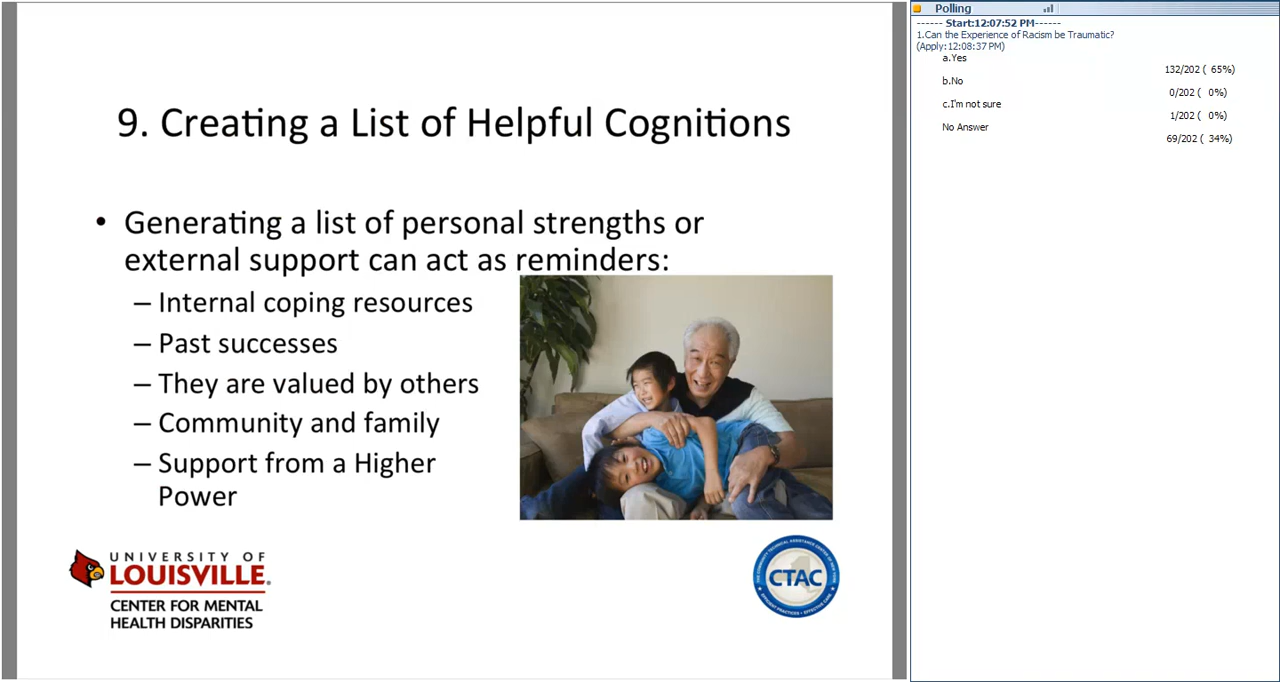 9. Creating a List of Helpful Cognitions
• Generating a list of personal strengths or
external support can act as reminders:
– Internal coping resources
– Past successes
– They are valued by others
– Community and family
– Support from a Higher
Power
UNIVERSITY OF
LOUISVILLE.
CENTER FOR MENTAL
HEALTH DISPARITIES
CTAC
Polling
------ Start:12:07:52 PM------
1.Can the Experience of Racism be Traumatic?
(Apply:12:08:37 PM)
a.Yes
132/202 ( 65%)
b.No
0/202 ( 0%)
c.I'm not sure
1/202 ( 0%)
No Answer
69/202 ( 34%)